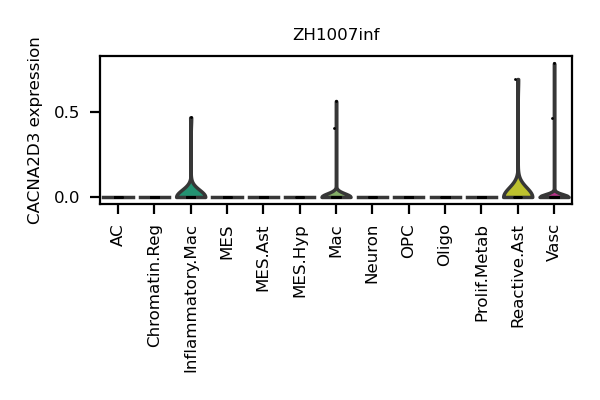 ZH1007inf
CACNA2D3 expression
0.5
0.0
AC
Chromatin.Reg
Inflammatory.Mac
MES
MES.Ast
MES.Hyp
Mac
Neuron
OPC
Oligo
Prolif.Metab
Reactive.Ast
Vasc